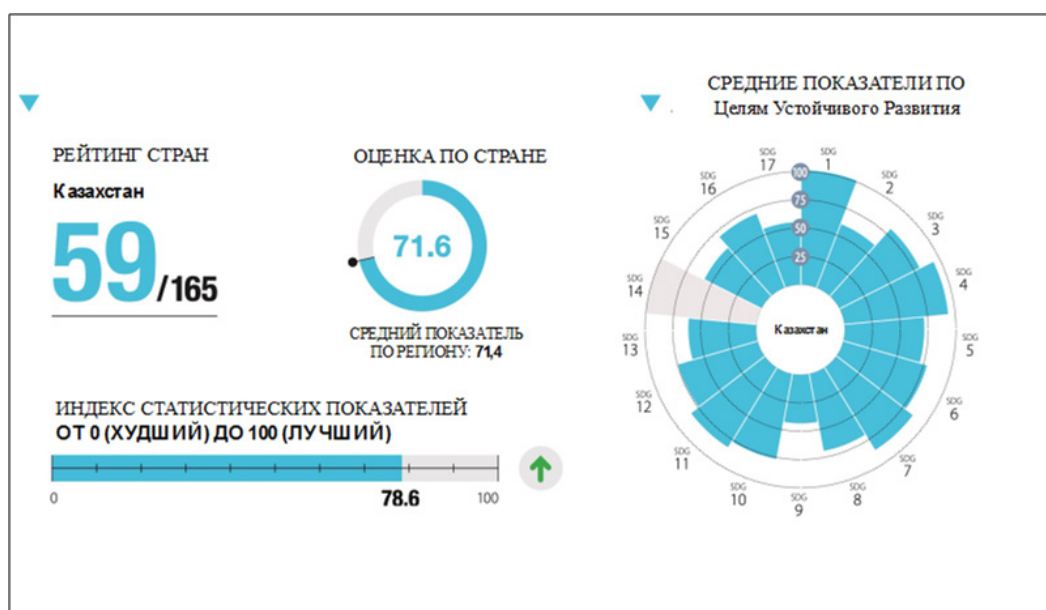 РЕЙТИНГ СТРАН
Казахстан
59/165
ОЦЕНКА ПО СТРАНЕ
71.6
СРЕДНИЙ ПОКАЗАТЕЛЬ
ПО РЕГИОНУ: 71,4
ИНДЕКС СТАТИСТИЧЕСКИХ ПОКАЗАТЕЛЕЙ
ОТ 0 (ХУДШИЙ) ДО 100 (ЛУЧШИЙ)
0
78.6
100
СРЕДНИЕ ПОКАЗАТЕЛИ ПО
Целям Устойчивого Развития
SDG
1
SDG
2
SDG
3
SDG
4
SDG
5
SDG
6
SDG
7
SDG
8
SDG
9
SDG
10
SDG
11
SDG
12
SDG
13
SDG
14
SDG
15
SDG
16
SDG
17
100
75
50
25
Казахстан